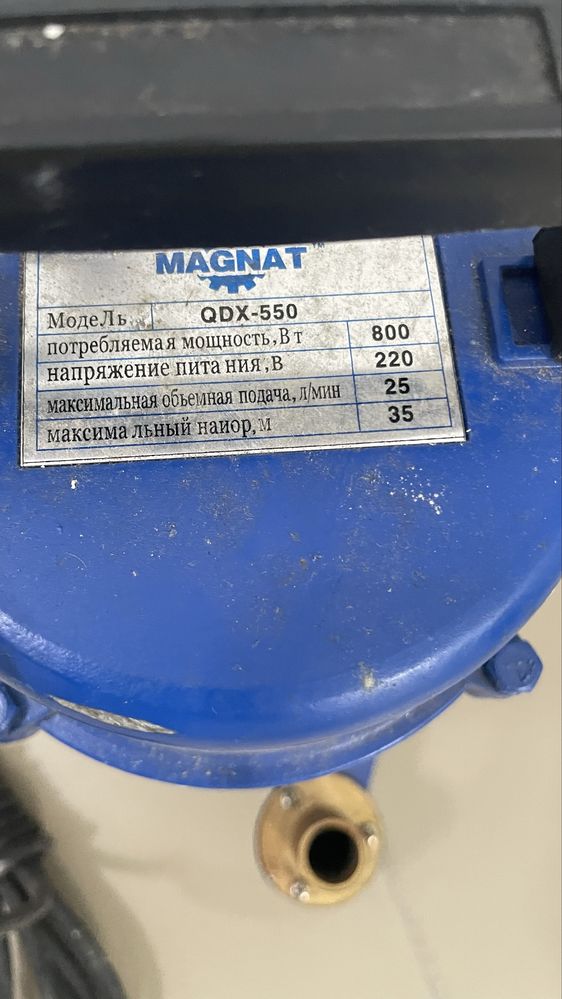 MAGNAT™
МодеЛь QDX-550
потребляемая мощность,Вт 800
напряжение пита ния,В 220
максимальная обьемная подача, л/мин 25
максима льный наиор,м 35